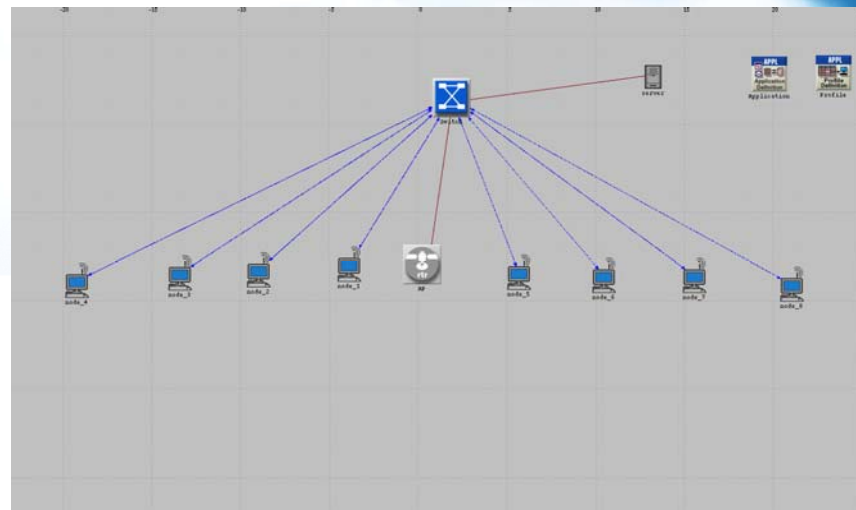 -20 -15 -10 -5 0 5 10 15 20
APPL
Application
Definition
Application
APPL
Profile
Definition
Profile
server
Switch
rtr
AP
node_4
node_3
node_2
node_1
node_5
node_6
node_7
node_8